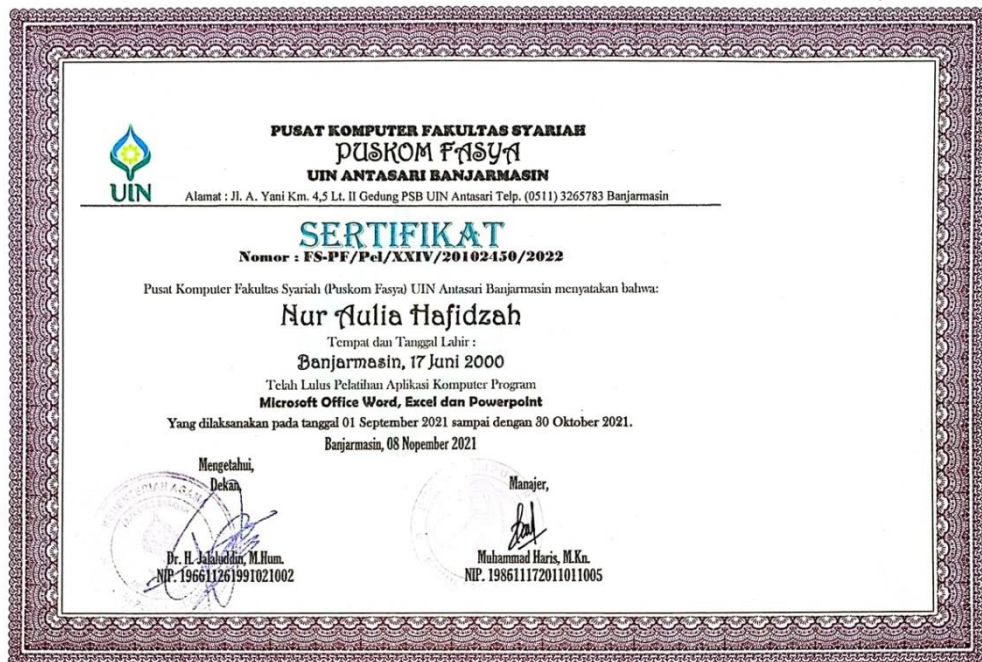 PUSAT KOMPUTER FAKULTAS SYARIAH
PUSKOM FASYA
UIN ANTASARI BANJARMASIN
UIN
Alamat : Jl. A. Yani Km. 4,5 Lt. II Gedung PSB UIN Antasari Telp. (0511) 3265783 Banjarmasin
SERTIFIKAT
Nomor : FS-PF/Pel/XXIV/20102450/2022
Pusat Komputer Fakultas Syariah (Puskom Fasya) UIN Antasari Banjarmasin menyatakan bahwa:
Nur Aulia Hafidzah
Tempat dan Tanggal Lahir :
Banjarmasin, 17 Juni 2000
Telah Lulus Pelatihan Aplikasi Komputer Program
Microsoft Office Word, Excel dan Powerpoint
Yang dilaksanakan pada tanggal 01 September 2021 sampai dengan 30 Oktober 2021.
Banjarmasin, 08 Nopember 2021
Mengetahui,
Dekan,
Dr. H. Jalaluddin, M.Hum.
NIP. 196611261991021002
Manajer,
Muhammad Haris, M.Kn.
NIP. 198611172011011005